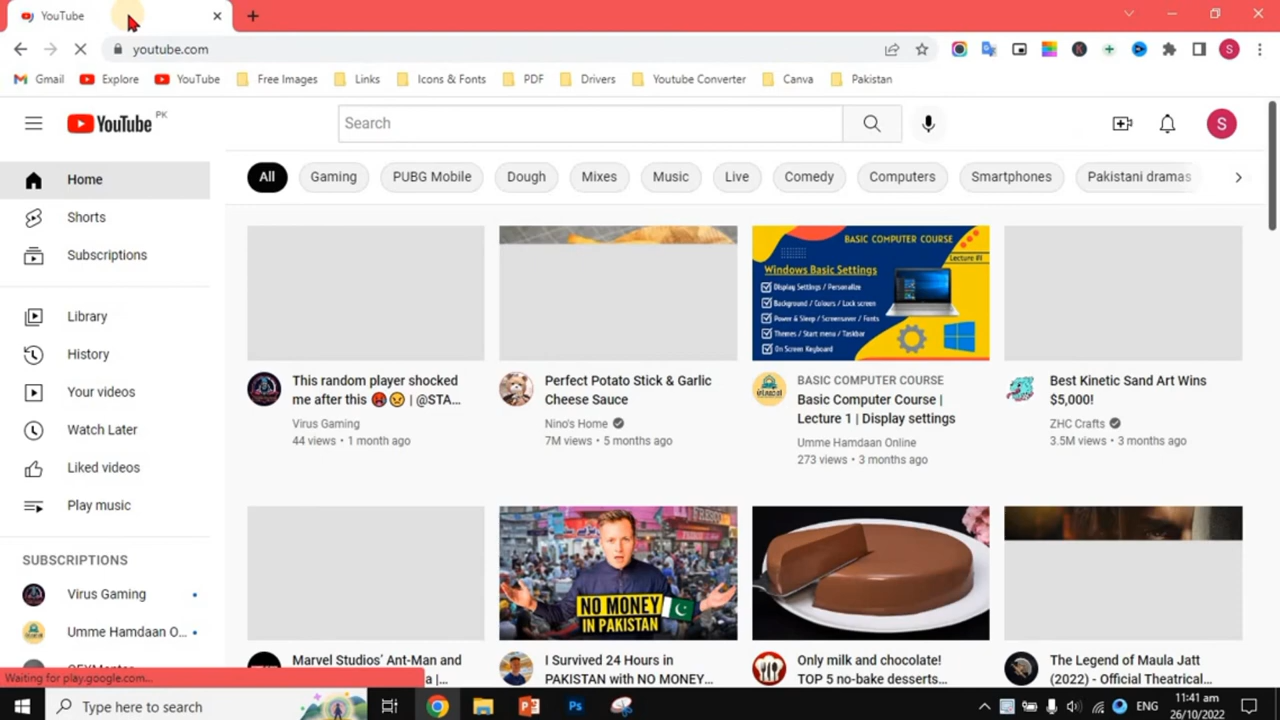 YouTube
youtube.com
Gmail
Explore
YouTube
Free Images
Links
Icons & Fonts
PDF
Drivers
Youtube Converter
Canva
Pakistan
YouTube PK
Search
S
S
Home
Shorts
Subscriptions
Library
History
Your videos
Watch Later
Liked videos
Play music
SUBSCRIPTIONS
Virus Gaming
Umme Hamdaan O...
All
Gaming
PUBG Mobile
Dough
Mixes
Music
Live
Comedy
Computers
Smartphones
Pakistani dramas
This random player shocked
me after this 🤬😡 | @STA...
Virus Gaming
44 views • 1 month ago
Perfect Potato Stick & Garlic
Cheese Sauce
Nino's Home
7M views • 5 months ago
BASIC COMPUTER COURSE
Lecture #1
Windows Basic Settings
Display Settings / Personalize
Background / Colours / Lock screen
Power & Sleep / Screensaver / Fonts
Themes / Start menu / Taskbar
On Screen Keyboard
BASIC COMPUTER COURSE
Basic Computer Course |
Lecture 1 | Display settings
Umme Hamdaan Online
273 views • 3 months ago
Best Kinetic Sand Art Wins
$5,000!
ZHC Crafts
3.5M views • 3 months ago
Marvel Studios' Ant-Man and
NO MONEY
IN PAKISTAN
I Survived 24 Hours in
PAKISTAN with NO MONEY...
Only milk and chocolate!
TOP 5 no-bake desserts...
The Legend of Maula Jatt
(2022) - Official Theatrical...
Waiting for play.google.com...
Type here to search
ENG
11:41 am
26/10/2022